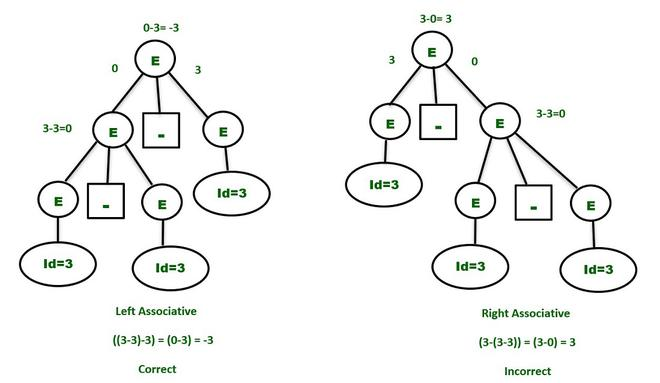 0-3= -3
E
0
3
3-3=0
E
-
E
E
-
E
Id=3
Id=3
Id=3
Left Associative
((3-3)-3) = (0-3) = -3
Correct
3-0= 3
E
3
0
E
-
E
3-3=0
Id=3
E
-
E
Id=3
Id=3
Right Associative
(3-(3-3)) = (3-0) = 3
Incorrect